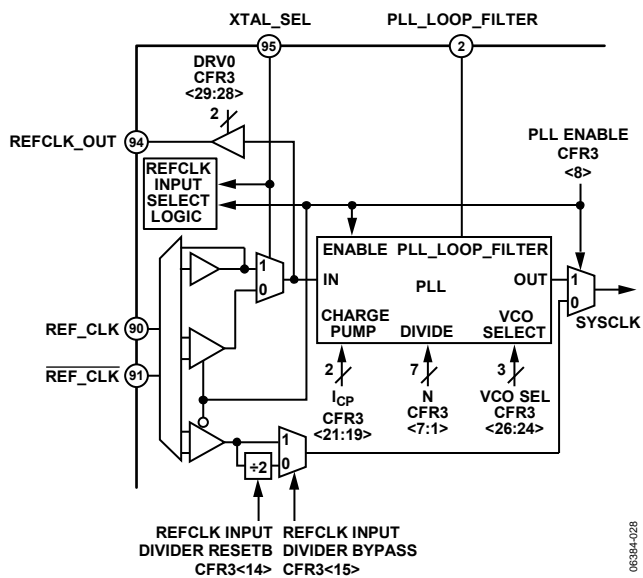 XTAL_SEL
PLL_LOOP_FILTER
95
2
DRV0
CFR3
<29:28>
2
REFCLK_OUT
94
PLL ENABLE
CFR3
<8>
REFCLK
INPUT
SELECT
LOGIC
ENABLE PLL_LOOP_FILTER
1
0
IN
PLL
OUT
1
0
SYSCLK
CHARGE
PUMP
DIVIDE
VCO
SELECT
REF_CLK
90
REF_CLK
91
2
7
3
ICP
CFR3
<21:19>
N
CFR3
<7:1>
VCO SEL
CFR3
<26:24>
1
0
÷2
REFCLK INPUT
DIVIDER RESETB
CFR3<14>
REFCLK INPUT
DIVIDER BYPASS
CFR3<15>
06384-028